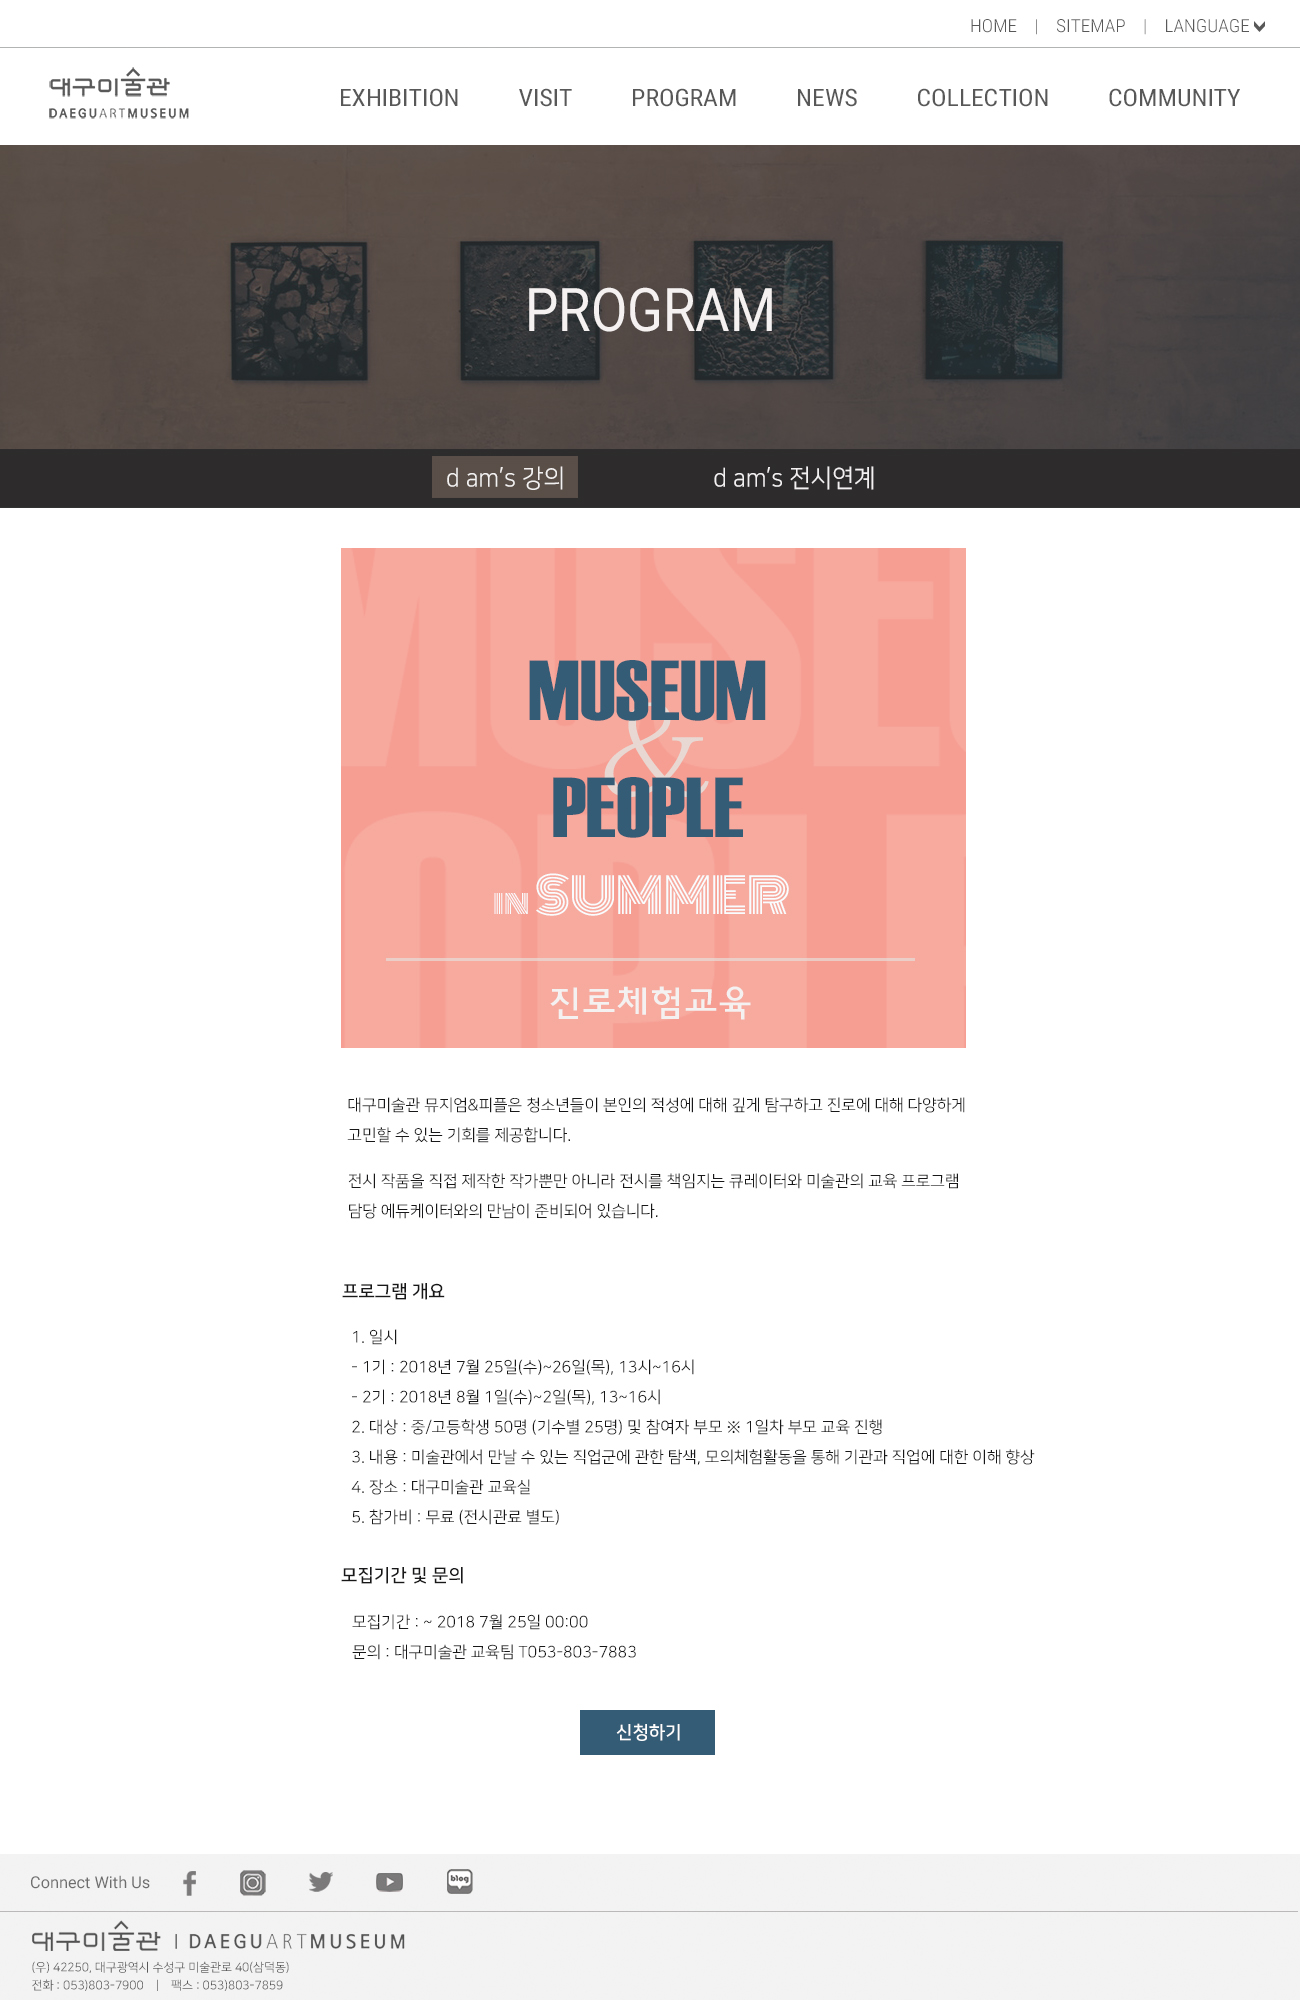 HOME | SITEMAP | LANGUAGE
대구미술관
DAEGUARTMUSEUM
EXHIBITION VISIT PROGRAM NEWS COLLECTION COMMUNITY
PROGRAM
d am's 강의 d am's 전시연계
MUSEUM
&
PEOPLE
IN SUMMER
진로체험교육
대구미술관 뮤지엄&피플은 청소년들이 본인의 적성에 대해 깊게 탐구하고 진로에 대해 다양하게
고민할 수 있는 기회를 제공합니다.
전시 작품을 직접 제작한 작가뿐만 아니라 전시를 책임지는 큐레이터와 미술관의 교육 프로그램
담당 에듀케이터와의 만남이 준비되어 있습니다.
프로그램 개요
1. 일시
- 1기 : 2018년 7월 25일(수)~26일(목), 13시~16시
- 2기 : 2018년 8월 1일(수)~2일(목), 13~16시
2. 대상 : 중/고등학생 50명 (기수별 25명) 및 참여자 부모 ※ 1일차 부모 교육 진행
3. 내용 : 미술관에서 만날 수 있는 직업군에 관한 탐색, 모의체험활동을 통해 기관과 직업에 대한 이해 향상
4. 장소 : 대구미술관 교육실
5. 참가비 : 무료 (전시관료 별도)
모집기간 및 문의
모집기간 : ~ 2018 7월 25일 00:00
문의 : 대구미술관 교육팀 T053-803-7883
신청하기
Connect With Us
blog
대구미술관 | DAEGUARTMUSEUM
(우) 42250, 대구광역시 수성구 미술관로 40(삼덕동)
전화 : 053)803-7900 | 팩스 : 053)803-7859